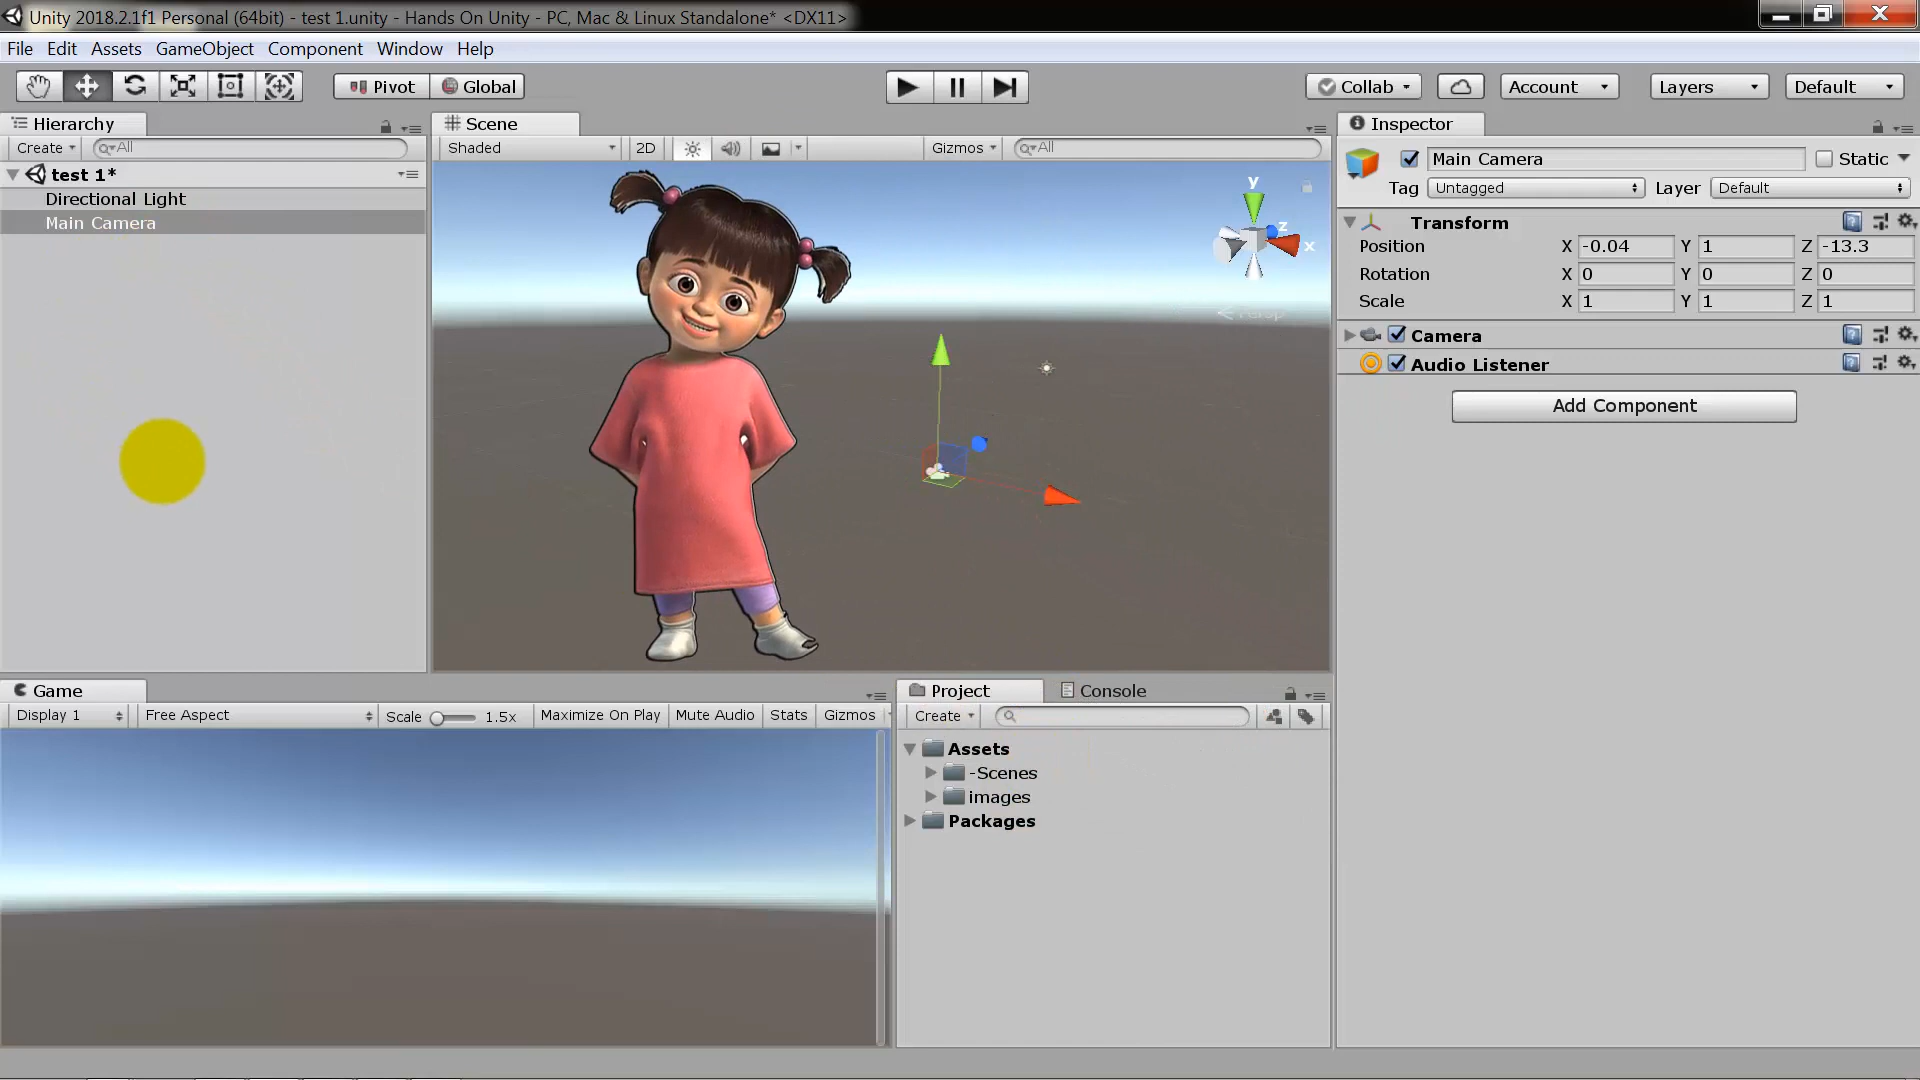 Unity 2018.2.1f1 Personal (64bit) - test 1.unity - Hands On Unity - PC, Mac & Linux Standalone* <DX11>
File Edit Assets GameObject Component Window Help
Pivot Global Collab Account Layers Default
Hierarchy
Create All
test 1*
Directional Light
Main Camera
Scene
Shaded 2D Gizmos All
y
z
x
Persp
Inspector
Main Camera Static
Tag Untagged Layer Default
Transform
Position X -0.04 Y 1 Z -13.3
Rotation X 0 Y 0 Z 0
Scale X 1 Y 1 Z 1
Camera
Audio Listener
Add Component
Game
Display 1 Free Aspect Scale 1.5x Maximize On Play Mute Audio Stats Gizmos
Project Console
Create
Assets
-Scenes
images
Packages